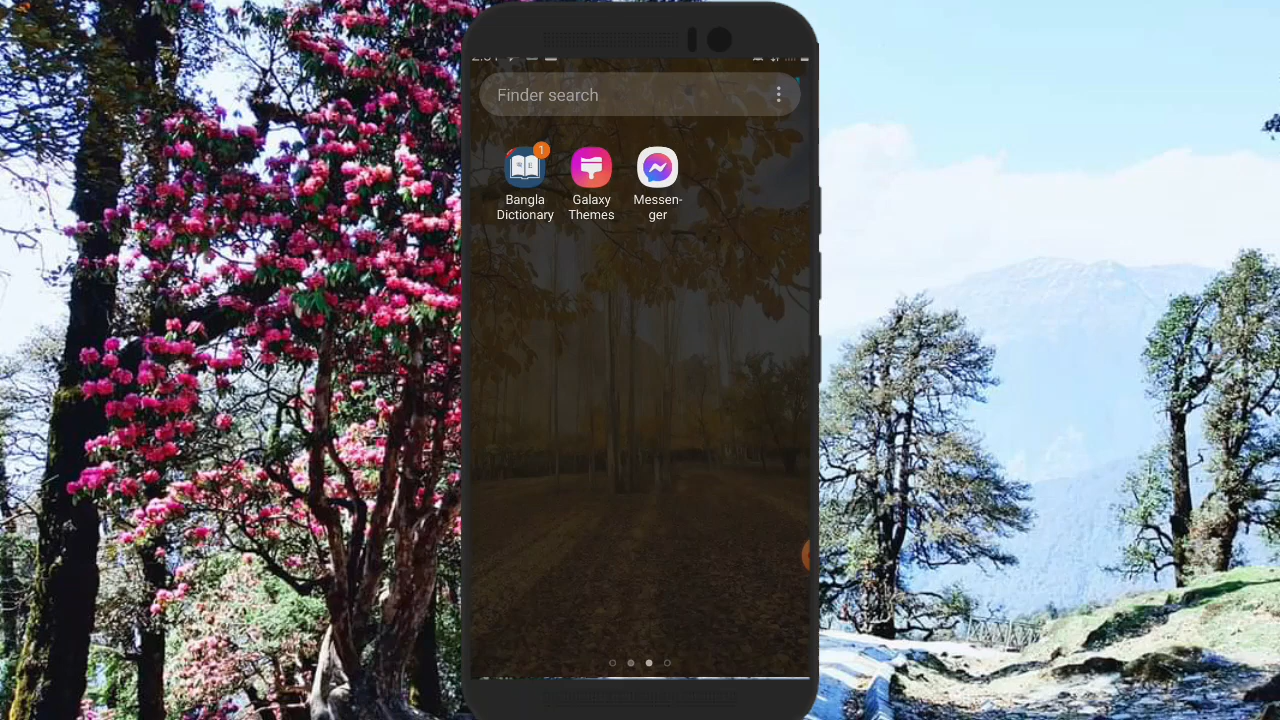 Finder search
1
Bangla
Dictionary
Galaxy
Themes
Messen-
ger